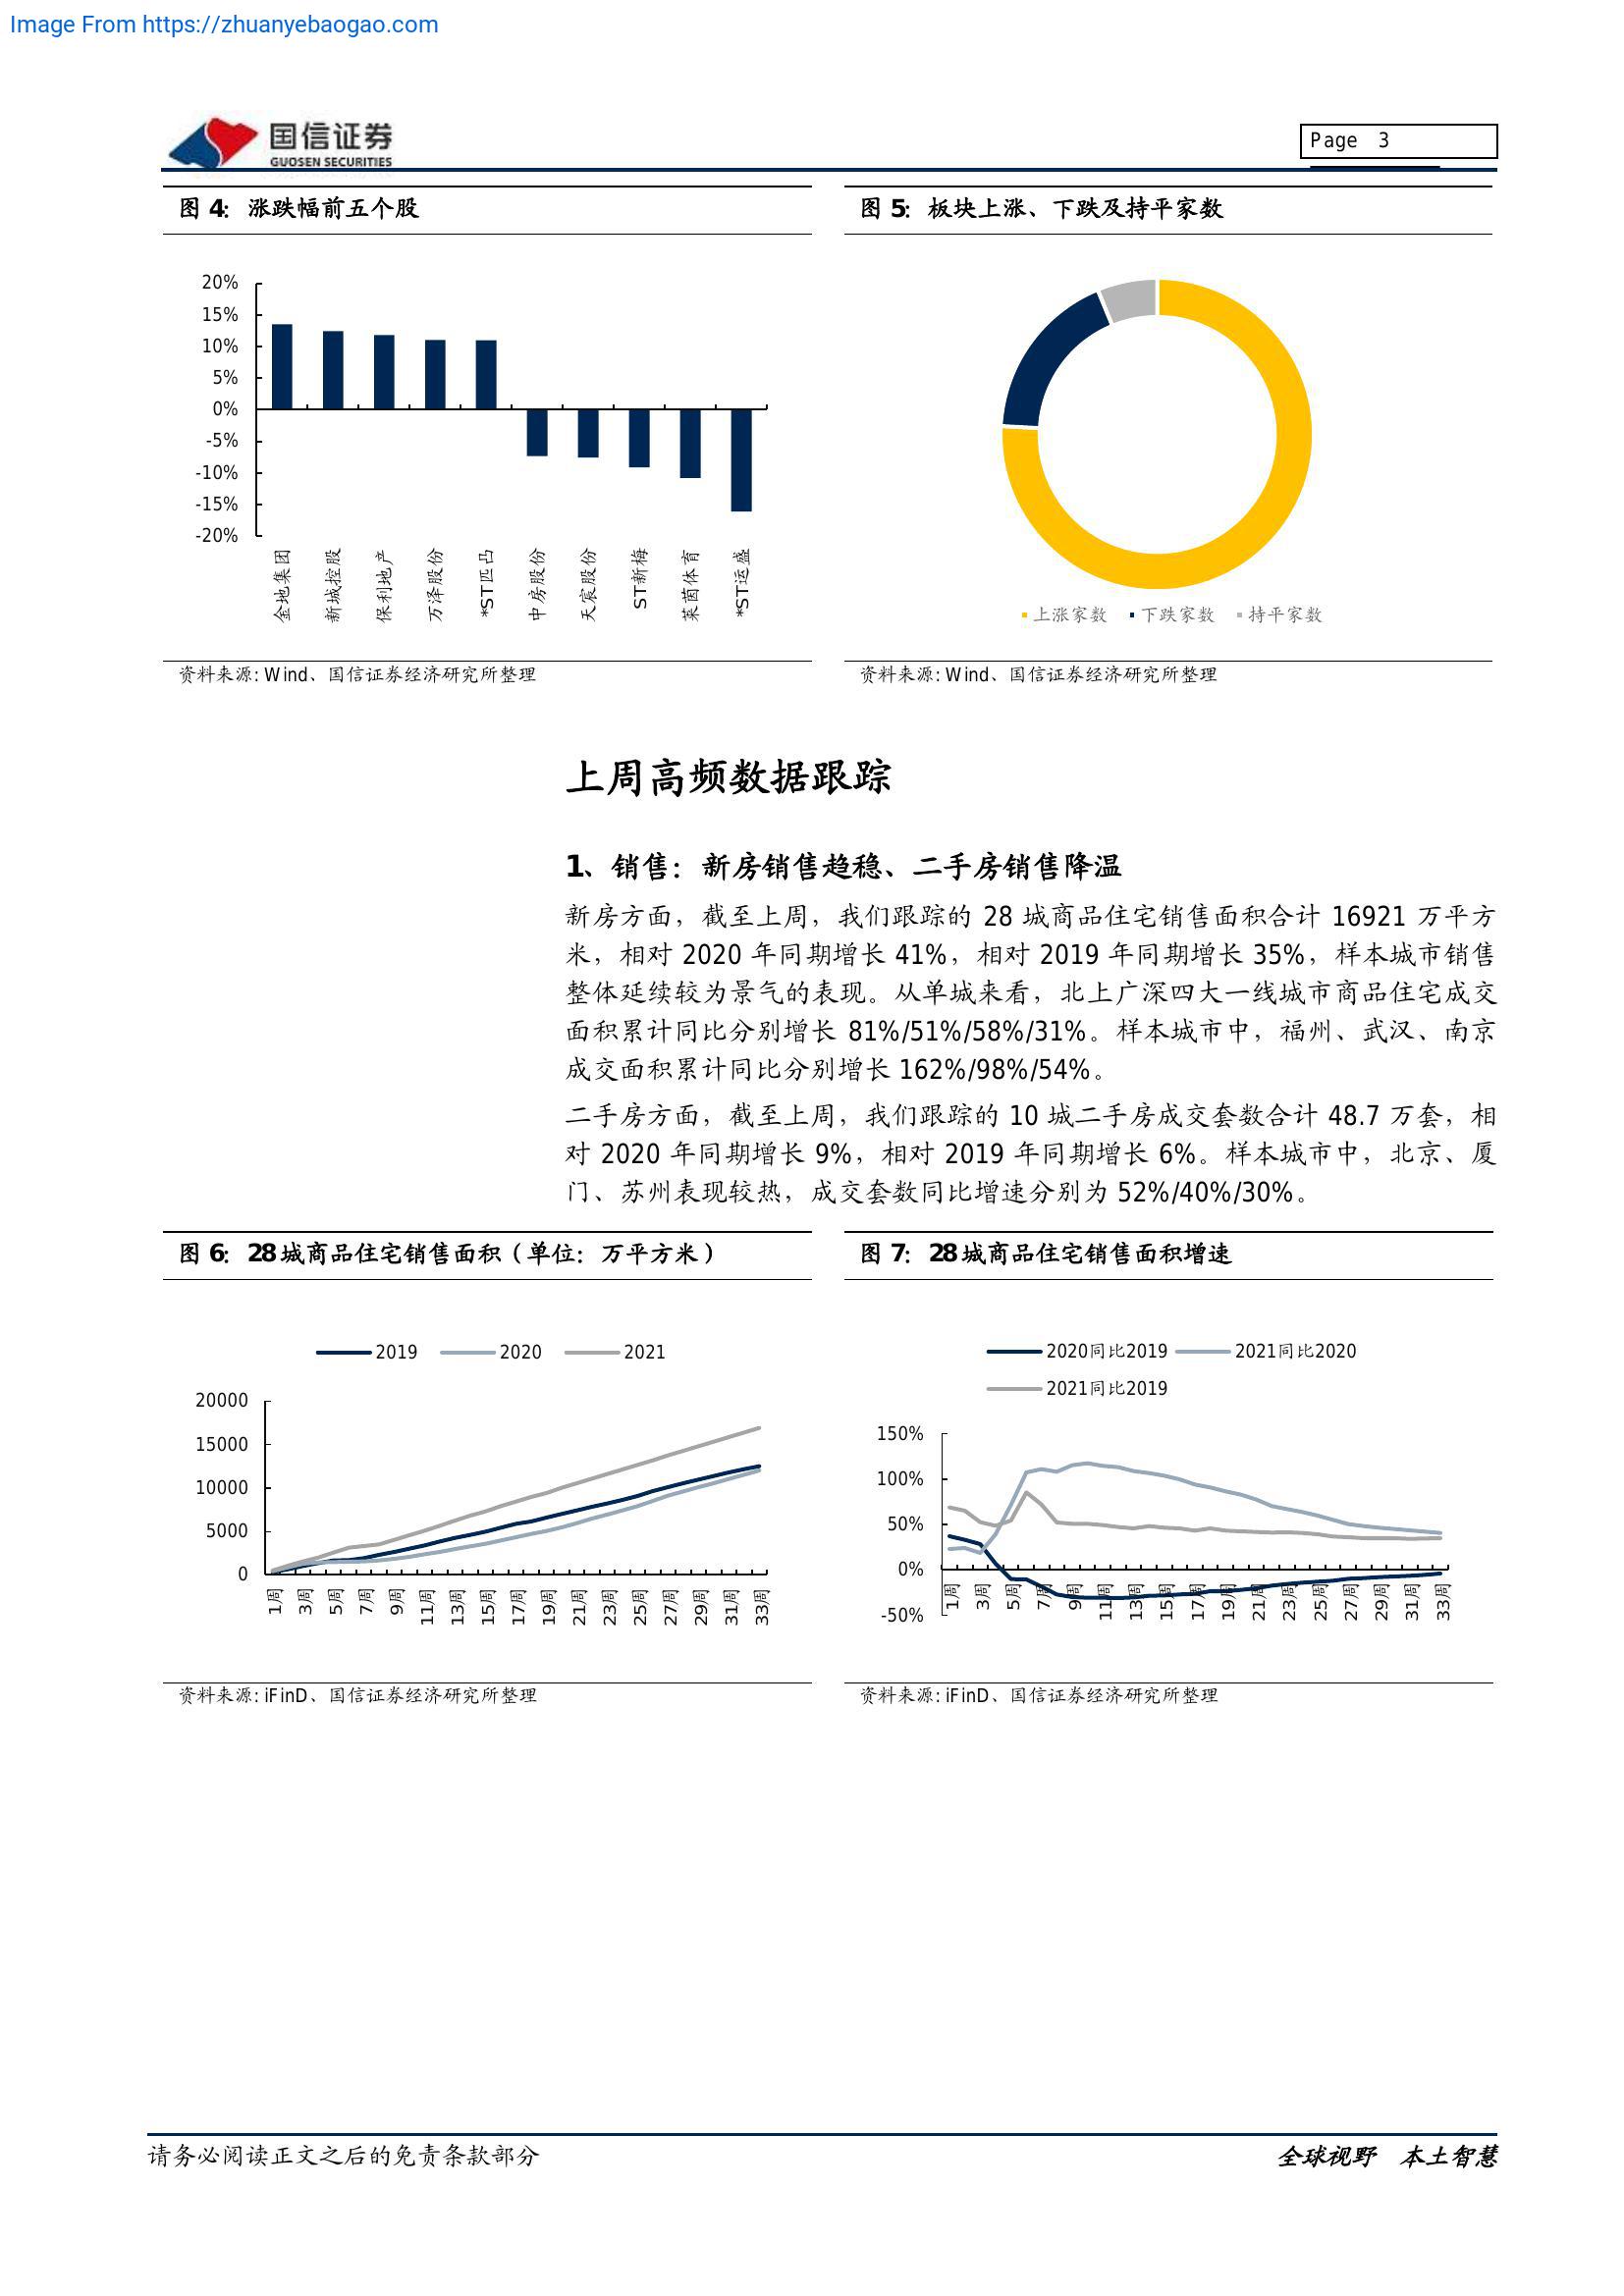 Image From https://zhuanyebaogao.com
国信证券
GUOSEN SECURITIES
Page 3
图 4：涨跌幅前五个股
图 5：板块上涨、下跌及持平家数
20%
15%
10%
5%
0%
-5%
-10%
-15%
-20%
金地集团
新城控股
保利地产
万泽股份
*ST匹凸
中房股份
天宸股份
ST新梅
莱茵体育
*ST运盛
上涨家数 下跌家数 持平家数
资料来源: Wind、国信证券经济研究所整理
资料来源: Wind、国信证券经济研究所整理
上周高频数据跟踪
1、销售：新房销售趋稳、二手房销售降温
新房方面，截至上周，我们跟踪的 28 城商品住宅销售面积合计 16921 万平方
米，相对 2020 年同期增长 41%，相对 2019 年同期增长 35%，样本城市销售
整体延续较为景气的表现。从单城来看，北上广深四大一线城市商品住宅成交
面积累计同比分别增长 81%/51%/58%/31%。样本城市中，福州、武汉、南京
成交面积累计同比分别增长 162%/98%/54%。
二手房方面，截至上周，我们跟踪的 10 城二手房成交套数合计 48.7 万套，相
对 2020 年同期增长 9%，相对 2019 年同期增长 6%。样本城市中，北京、厦
门、苏州表现较热，成交套数同比增速分别为 52%/40%/30%。
图 6：28城商品住宅销售面积（单位：万平方米）
图 7：28城商品住宅销售面积增速
2019 2020 2021
20000
15000
10000
5000
0
1周 3周 5周 7周 9周 11周 13周 15周 17周 19周 21周 23周 25周 27周 29周 31周 33周
2020同比2019 2021同比2020
2021同比2019
150%
100%
50%
0%
-50%
1周 3周 5周 7周 9周 11周 13周 15周 17周 19周 21周 23周 25周 27周 29周 31周 33周
资料来源: iFinD、国信证券经济研究所整理
资料来源: iFinD、国信证券经济研究所整理
请务必阅读正文之后的免责条款部分
全球视野 本土智慧